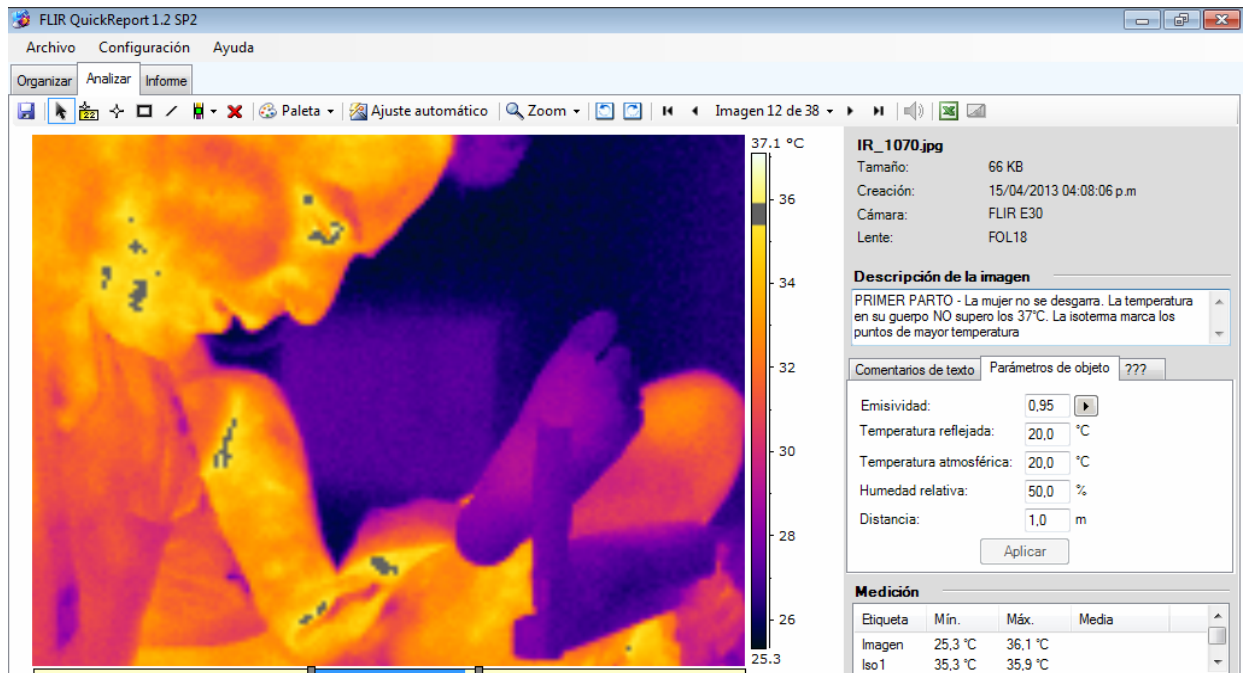 FLIR QuickReport 1.2 SP2
Archivo Configuración Ayuda
Organizar Analizar Informe
22 Paleta Ajuste automático Zoom Imagen 12 de 38
37.1 °C
36
34
32
30
28
26
25.3
IR_1070.jpg
Tamaño: 66 KB
Creación: 15/04/2013 04:08:06 p.m
Cámara: FLIR E30
Lente: FOL18
Descripción de la imagen
PRIMER PARTO - La mujer no se desgarra. La temperatura
en su guerpo NO supero los 37°C. La isoterma marca los
puntos de mayor temperatura
Comentarios de texto Parámetros de objeto ???
Emisividad: 0,95
Temperatura reflejada: 20,0 °C
Temperatura atmosférica: 20,0 °C
Humedad relativa: 50,0 %
Distancia: 1,0 m
Aplicar
Medición
Etiqueta Mín. Máx. Media
Imagen 25,3 °C 36,1 °C
Iso1 35,3 °C 35,9 °C